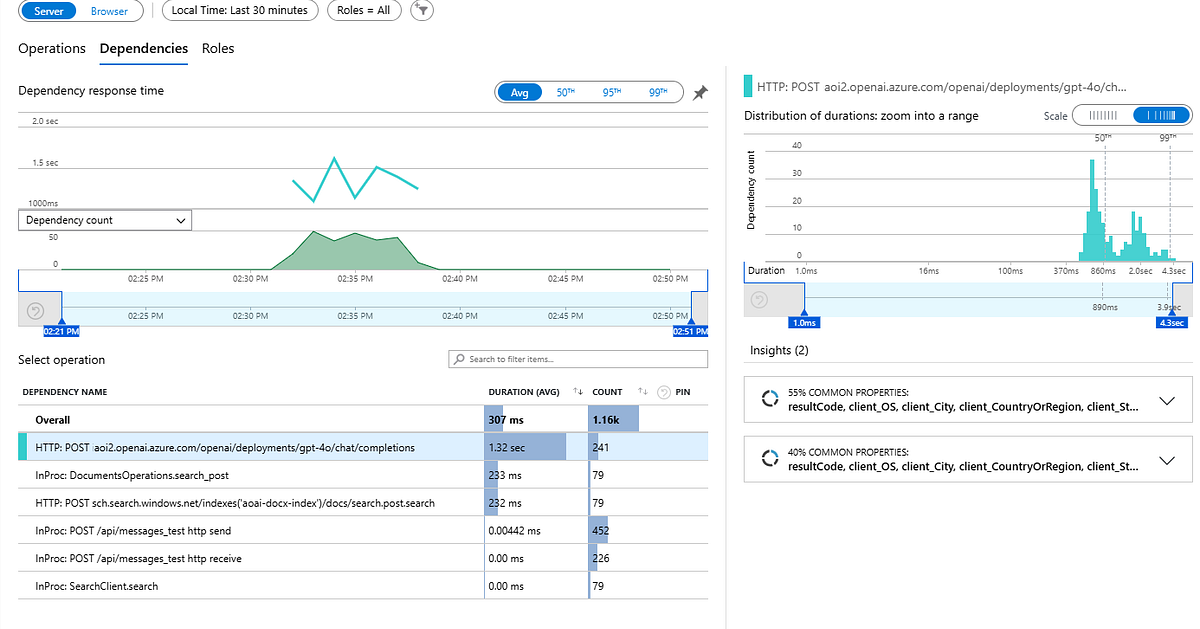 Server Browser Local Time: Last 30 minutes Roles = All
Operations Dependencies Roles
Dependency response time Avg 50TH 95TH 99TH
2.0 sec
1.5 sec
1000ms
Dependency count
50
0
02:25 PM 02:30 PM 02:35 PM 02:40 PM 02:45 PM 02:50 PM
02:25 PM 02:30 PM 02:35 PM 02:40 PM 02:45 PM 02:50 PM
02:21 PM 02:51 PM
Select operation Search to filter items...
DEPENDENCY NAME DURATION (AVG) COUNT PIN
Overall 307 ms 1.16k
HTTP: POST aoi2.openai.azure.com/openai/deployments/gpt-4o/chat/completions 1.32 sec 241
InProc: DocumentsOperations.search_post 233 ms 79
HTTP: POST sch.search.windows.net/indexes('aoai-docx-index')/docs/search.post.search 232 ms 79
InProc: POST /api/messages_test http send 0.00442 ms 452
InProc: POST /api/messages_test http receive 0.00 ms 226
InProc: SearchClient.search 0.00 ms 79
HTTP: POST aoi2.openai.azure.com/openai/deployments/gpt-4o/ch...
Distribution of durations: zoom into a range Scale
50TH 99TH
Dependency count
40
30
20
10
0
Duration 1.0ms 16ms 100ms 370ms 860ms 2.0sec 4.3sec
890ms 3.9sec
1.0ms 4.3sec
Insights (2)
55% COMMON PROPERTIES:
resultCode, client_OS, client_City, client_CountryOrRegion, client_St...
40% COMMON PROPERTIES:
resultCode, client_OS, client_City, client_CountryOrRegion, client_St...